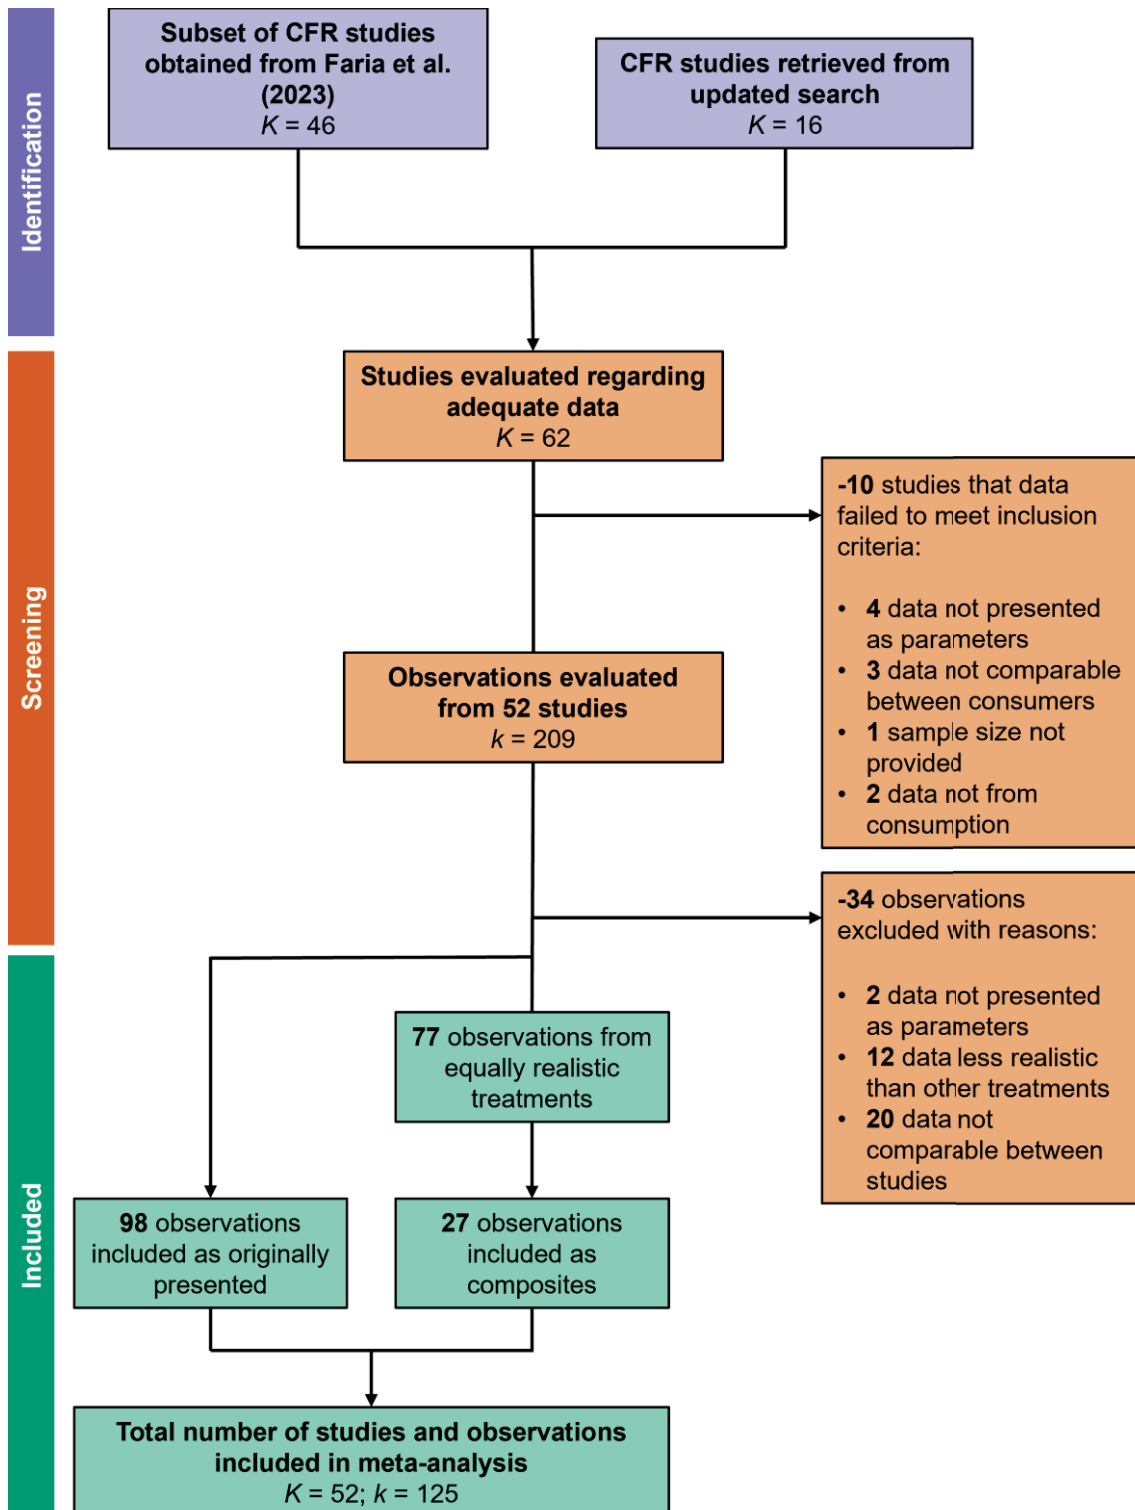 Identification
Subset of CFR studies
obtained from Faria et al.
(2023)
K = 46
CFR studies retrieved from
updated search
K = 16
Screening
Studies evaluated regarding
adequate data
K = 62
-10 studies that data
failed to meet inclusion
criteria:
• 4 data not presented
as parameters
• 3 data not comparable
between consumers
• 1 sample size not
provided
• 2 data not from
consumption
Observations evaluated
from 52 studies
k = 209
-34 observations
excluded with reasons:
• 2 data not presented
as parameters
• 12 data less realistic
than other treatments
• 20 data not
comparable between
studies
Included
77 observations from
equally realistic
treatments
98 observations
included as originally
presented
27 observations
included as
composites
Total number of studies and observations
included in meta-analysis
K = 52; k = 125